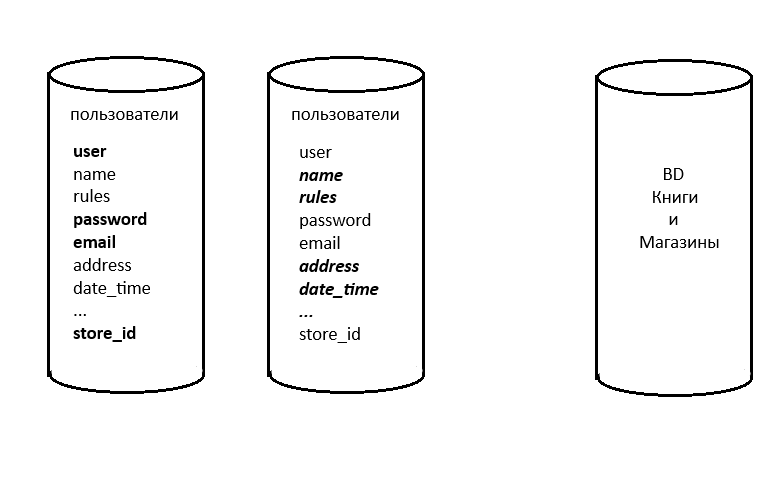 пользователи
user
name
rules
password
email
address
date_time
...
store_id
пользователи
user
name
rules
password
email
address
date_time
...
store_id
BD
Книги
и
Магазины